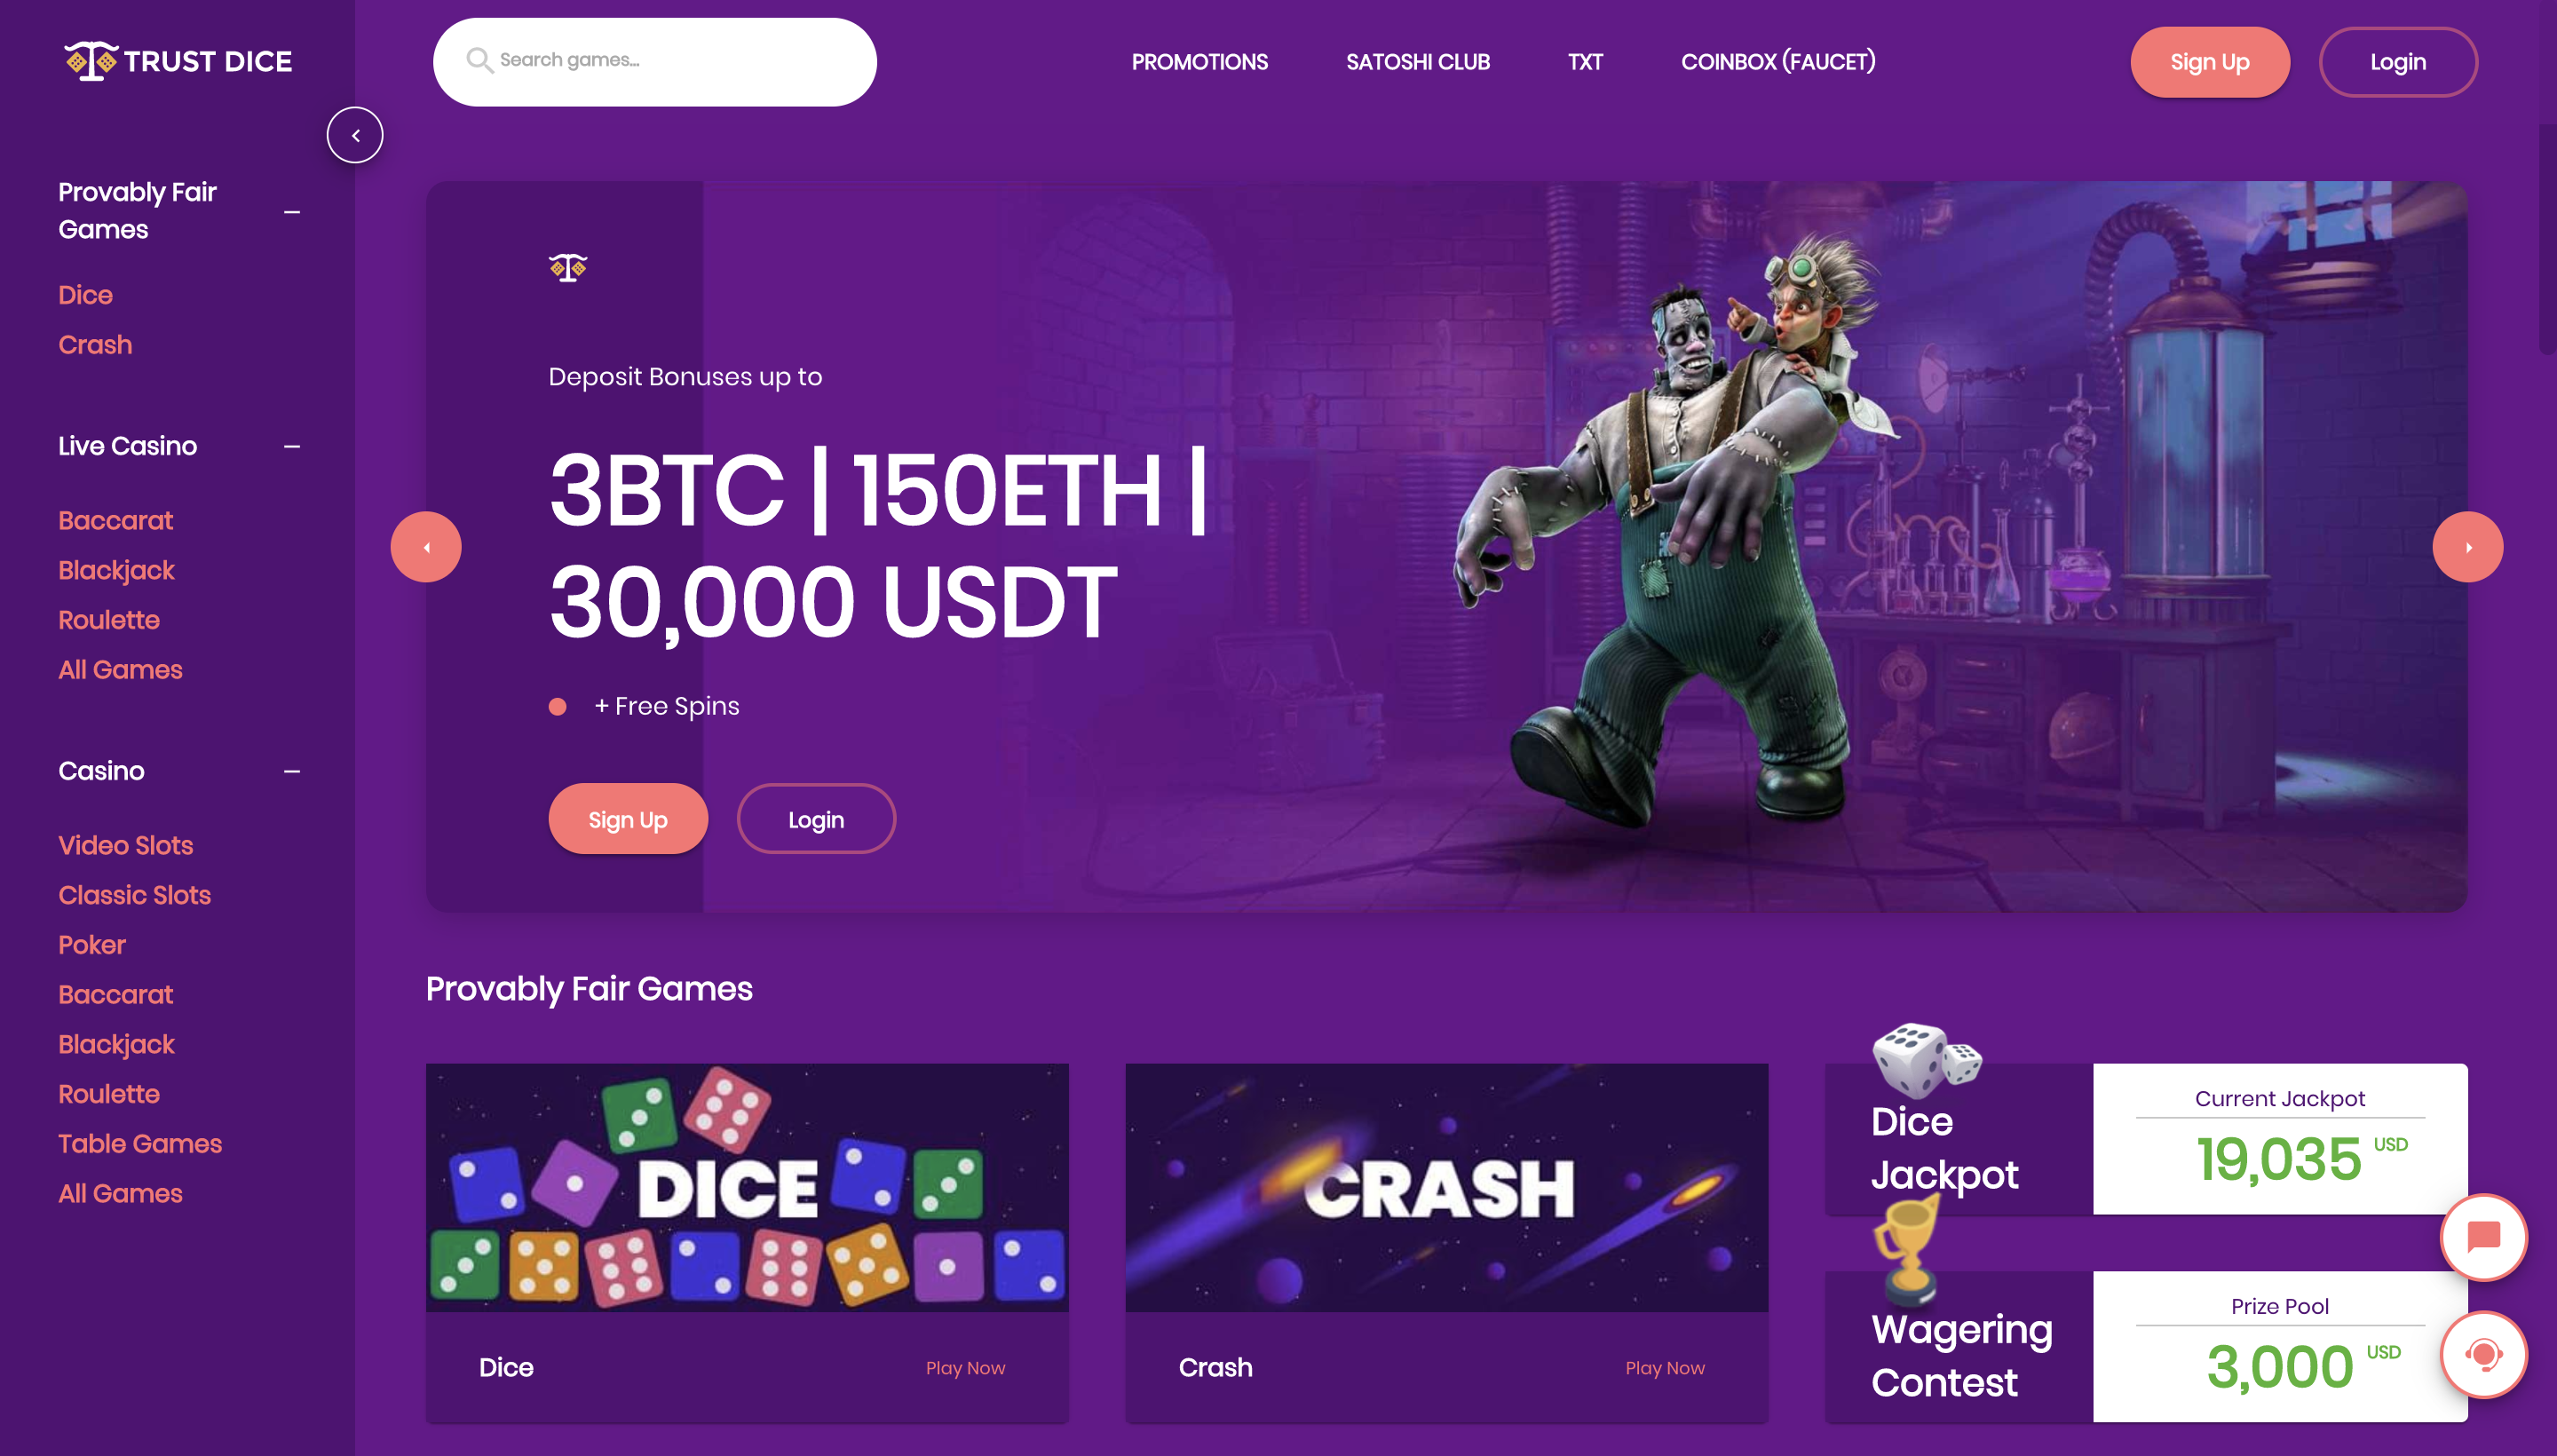 TRUST DICE
Search games...
PROMOTIONS
SATOSHI CLUB
TXT
COINBOX (FAUCET)
Sign Up
Login
Provably Fair
Games
Dice
Crash
Live Casino
Baccarat
Blackjack
Roulette
All Games
Casino
Video Slots
Classic Slots
Poker
Baccarat
Blackjack
Roulette
Table Games
All Games
Deposit Bonuses up to
3BTC | 150ETH |
30,000 USDT
+ Free Spins
Sign Up
Login
Provably Fair Games
DICE
Dice
Play Now
CRASH
Crash
Play Now
Dice
Jackpot
Current Jackpot
19,035 USD
Wagering
Contest
Prize Pool
3,000 USD